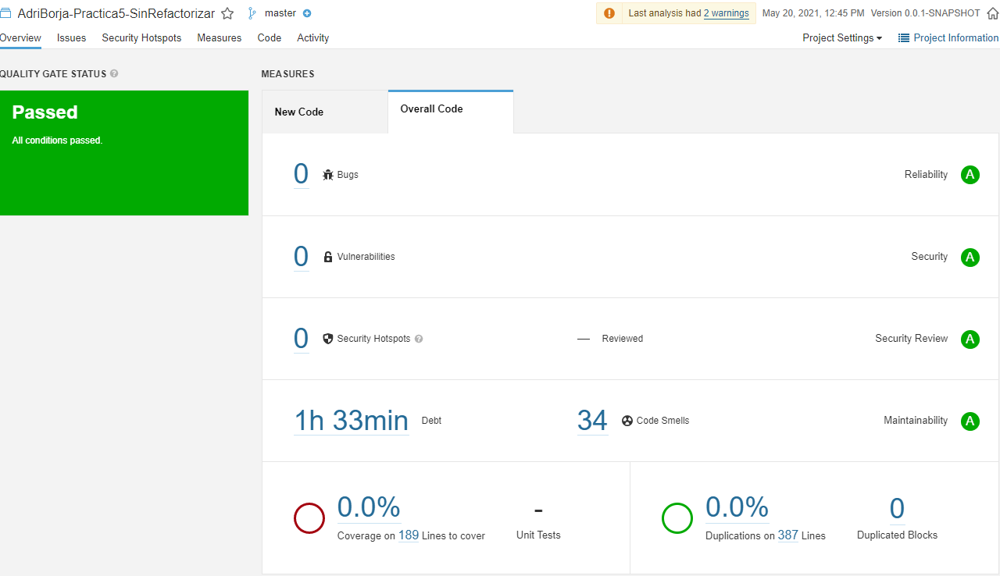 AdriBorja-Practica5-SinRefactorizar master Last analysis had 2 warnings May 20, 2021, 12:45 PM Version 0.0.1-SNAPSHOT
Overview Issues Security Hotspots Measures Code Activity Project Settings Project Information
QUALITY GATE STATUS ? MEASURES
Passed
All conditions passed.
New Code Overall Code
0 Bugs Reliability A
0 Vulnerabilities Security A
0 Security Hotspots ? — Reviewed Security Review A
1h 33min Debt 34 Code Smells Maintainability A
0.0% - 0.0% 0
Coverage on 189 Lines to cover Unit Tests Duplications on 387 Lines Duplicated Blocks